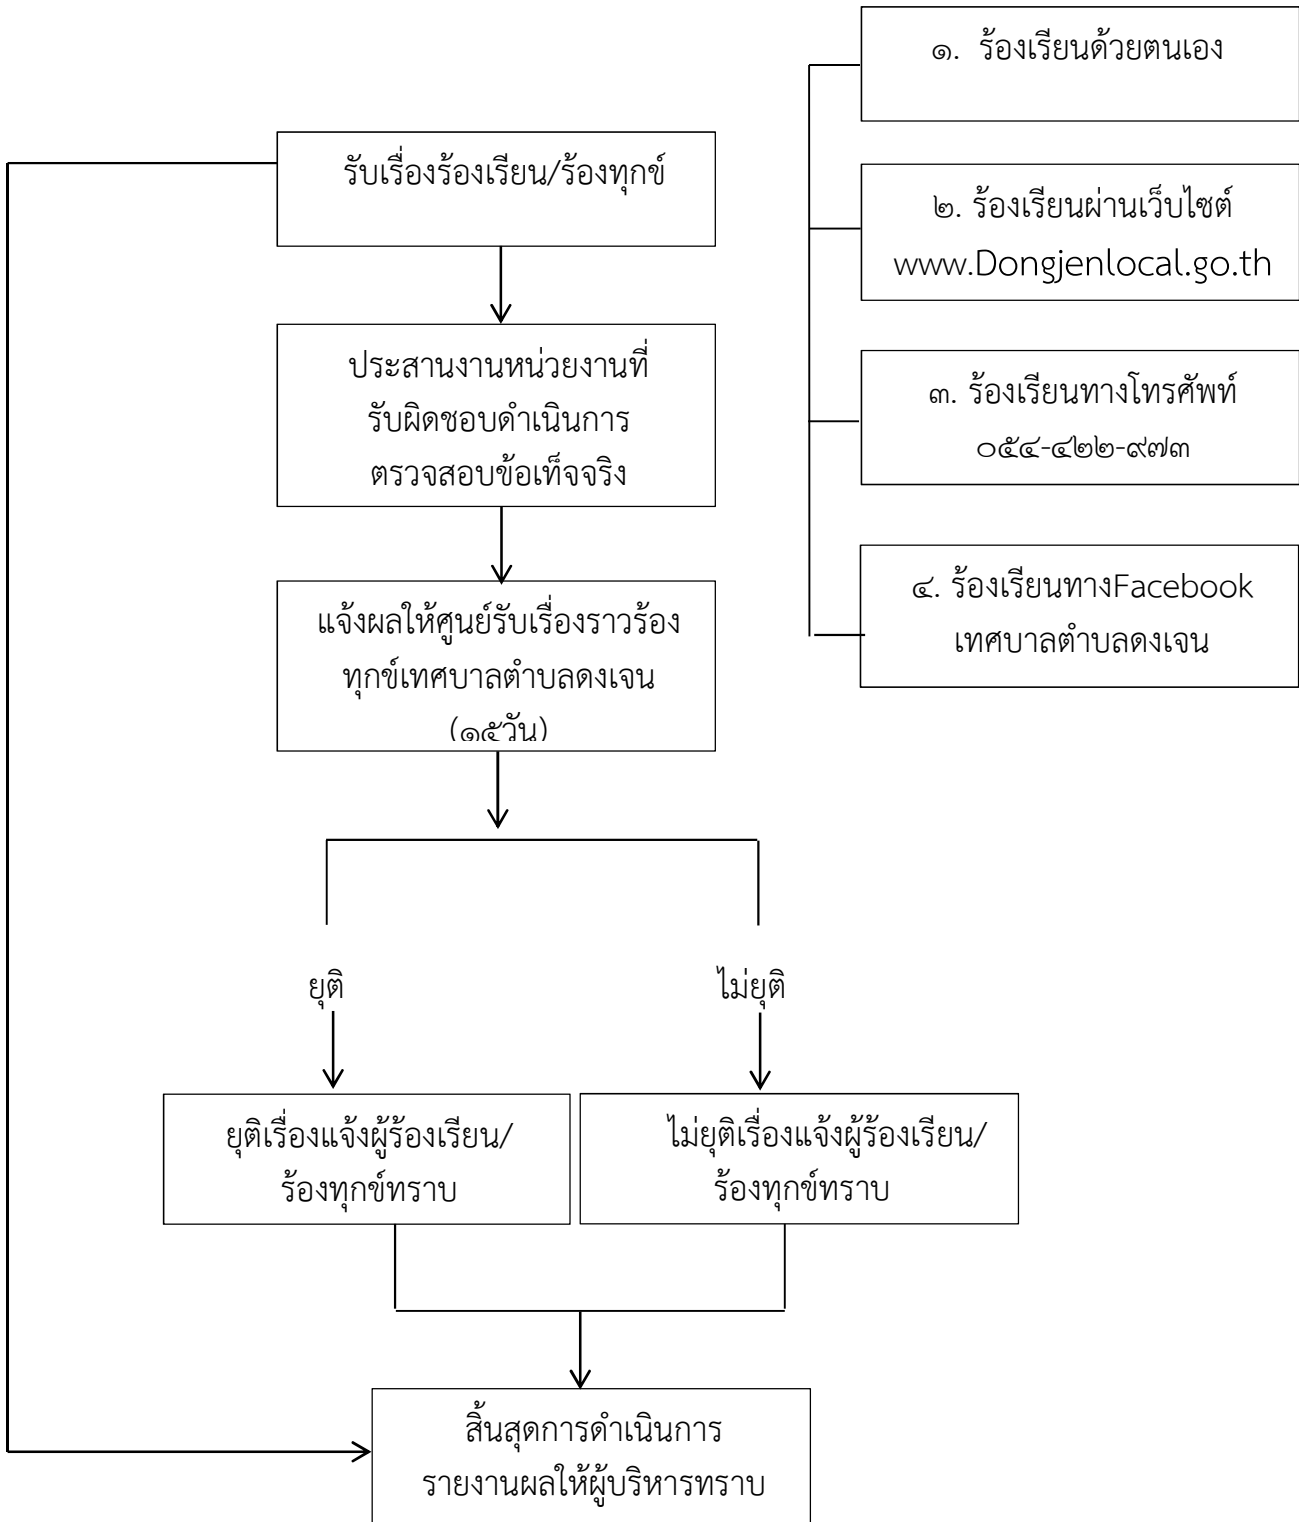 ๑. ร้องเรียนด้วยตนเอง
รับเรื่องร้องเรียน/ร้องทุกข์
๒. ร้องเรียนผ่านเว็บไซต์
www.Dongjenlocal.go.th
ประสานงานหน่วยงานที่
รับผิดชอบดำเนินการ
ตรวจสอบข้อเท็จจริง
๓. ร้องเรียนทางโทรศัพท์
๐๕๔-๔๒๒-๙๗๓
แจ้งผลให้ศูนย์รับเรื่องราวร้อง
ทุกข์เทศบาลตำบลดงเจน
(๑๕วัน)
๔. ร้องเรียนทางFacebook
เทศบาลตำบลดงเจน
ยุติ
ไม่ยุติ
ยุติเรื่องแจ้งผู้ร้องเรียน/
ร้องทุกข์ทราบ
ไม่ยุติเรื่องแจ้งผู้ร้องเรียน/
ร้องทุกข์ทราบ
สิ้นสุดการดำเนินการ
รายงานผลให้ผู้บริหารทราบ